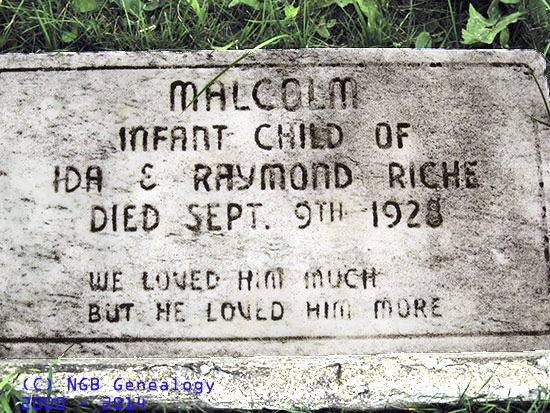 MALCOLM
INFANT CHILD OF
IDA & RAYMOND RICHE
DIED SEPT. 9TH 1928
WE LOVED HIM MUCH
BUT HE LOVED HIM MORE
(C) NGB Genealogy
2000 - 2014